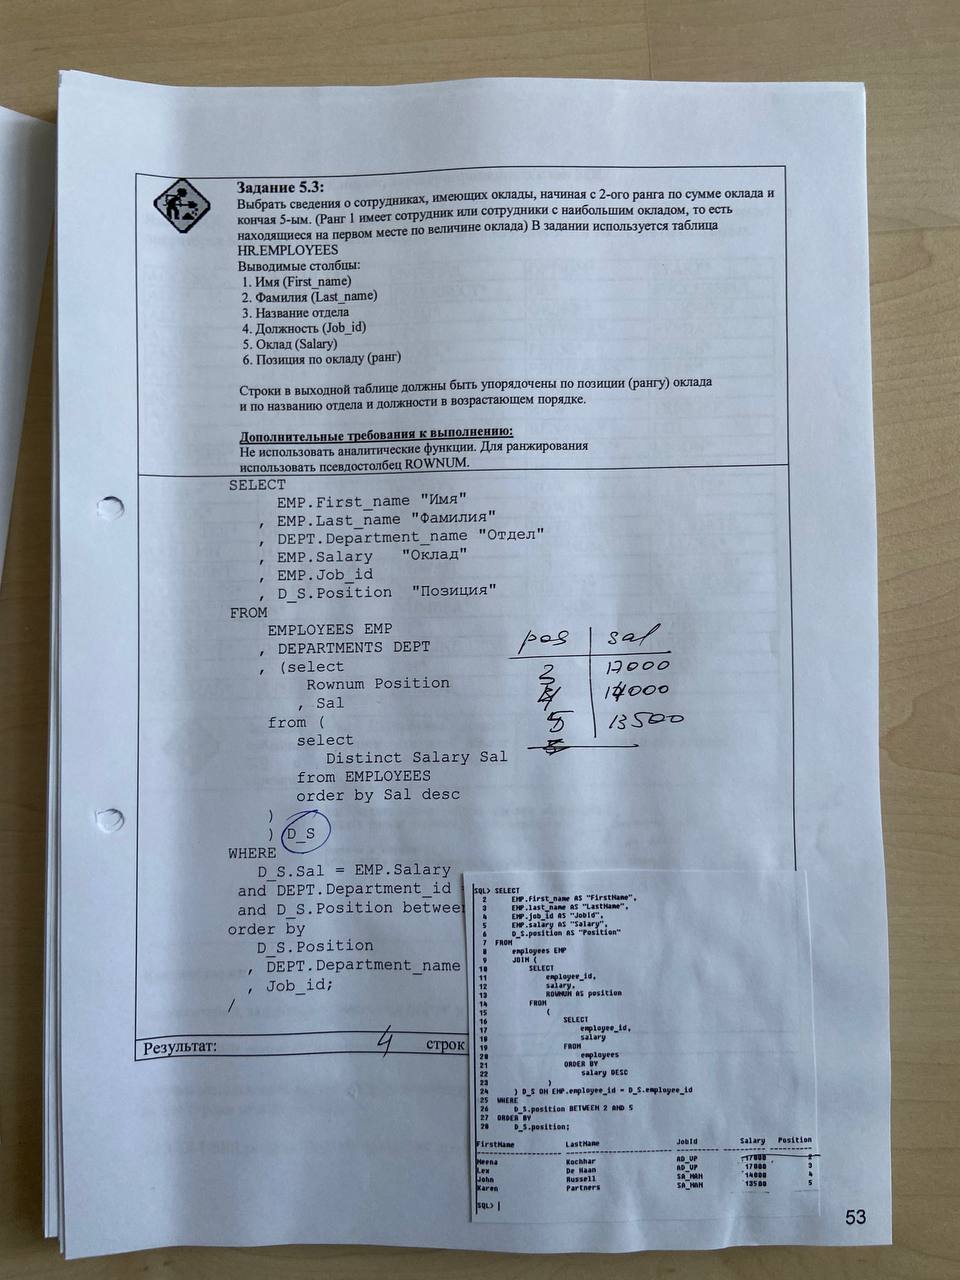 Задание 5.3:
Выбрать сведения о сотрудниках, имеющих оклады, начиная с 2-ого ранга по сумме оклада и
кончая 5-ым. (Ранг 1 имеет сотрудник или сотрудники с наибольшим окладом, то есть
находящиеся на первом месте по величине оклада) В задании используется таблица
HR.EMPLOYEES
Выводимые столбцы:
1. Имя (First_name)
2. Фамилия (Last_name)
3. Название отдела
4. Должность (Job_id)
5. Оклад (Salary)
6. Позиция по окладу (ранг)
Строки в выходной таблице должны быть упорядочены по позиции (рангу) оклада
и по названию отдела и должности в возрастающем порядке.
Дополнительные требования к выполнению:
Не использовать аналитические функции. Для ранжирования
использовать псевдостолбец ROWNUM.
SELECT
EMP.First_name "Имя"
, EMP.Last_name "Фамилия"
, DEPT.Department_name "Отдел"
, EMP.Salary "Оклад"
, EMP.Job_id
, D_S.Position "Позиция"
FROM
EMPLOYEES EMP
, DEPARTMENTS DEPT
, (select
Rownum Position
, Sal
from (
select
Distinct Salary Sal
from EMPLOYEES
order by Sal desc
)
) D_S
WHERE
D_S.Sal = EMP.Salary
and DEPT.Department_id =
and D_S.Position betwee
order by
D_S.Position
, DEPT.Department_name
, Job_id;
/
Результат: 4 строк
pos sal
17000
14000
5 13500
SQL> SELECT
2 EMP.first_name AS "FirstName",
3 EMP.last_name AS "LastName",
4 EMP.job_id AS "JobId",
5 EMP.salary AS "Salary",
6 D_S.position AS "Position"
7 FROM
8 employees EMP
9 JOIN (
10 SELECT
11 employee_id,
12 salary,
13 ROWNUM AS position
14 FROM
15 (
16 SELECT
17 employee_id,
18 salary
19 FROM
20 employees
21 ORDER BY
22 salary DESC
23 )
24 ) D_S ON EMP.employee_id = D_S.employee_id
25 WHERE
26 D_S.position BETWEEN 2 AND 5
27 ORDER BY
28 D_S.position;
FirstName LastName JobId Salary Position
Neena Kochhar AD_VP 17000 2
Lex De Haan AD_VP 17000 3
John Russell SA_MAN 14000 4
Karen Partners SA_MAN 13500 5
SQL>
53